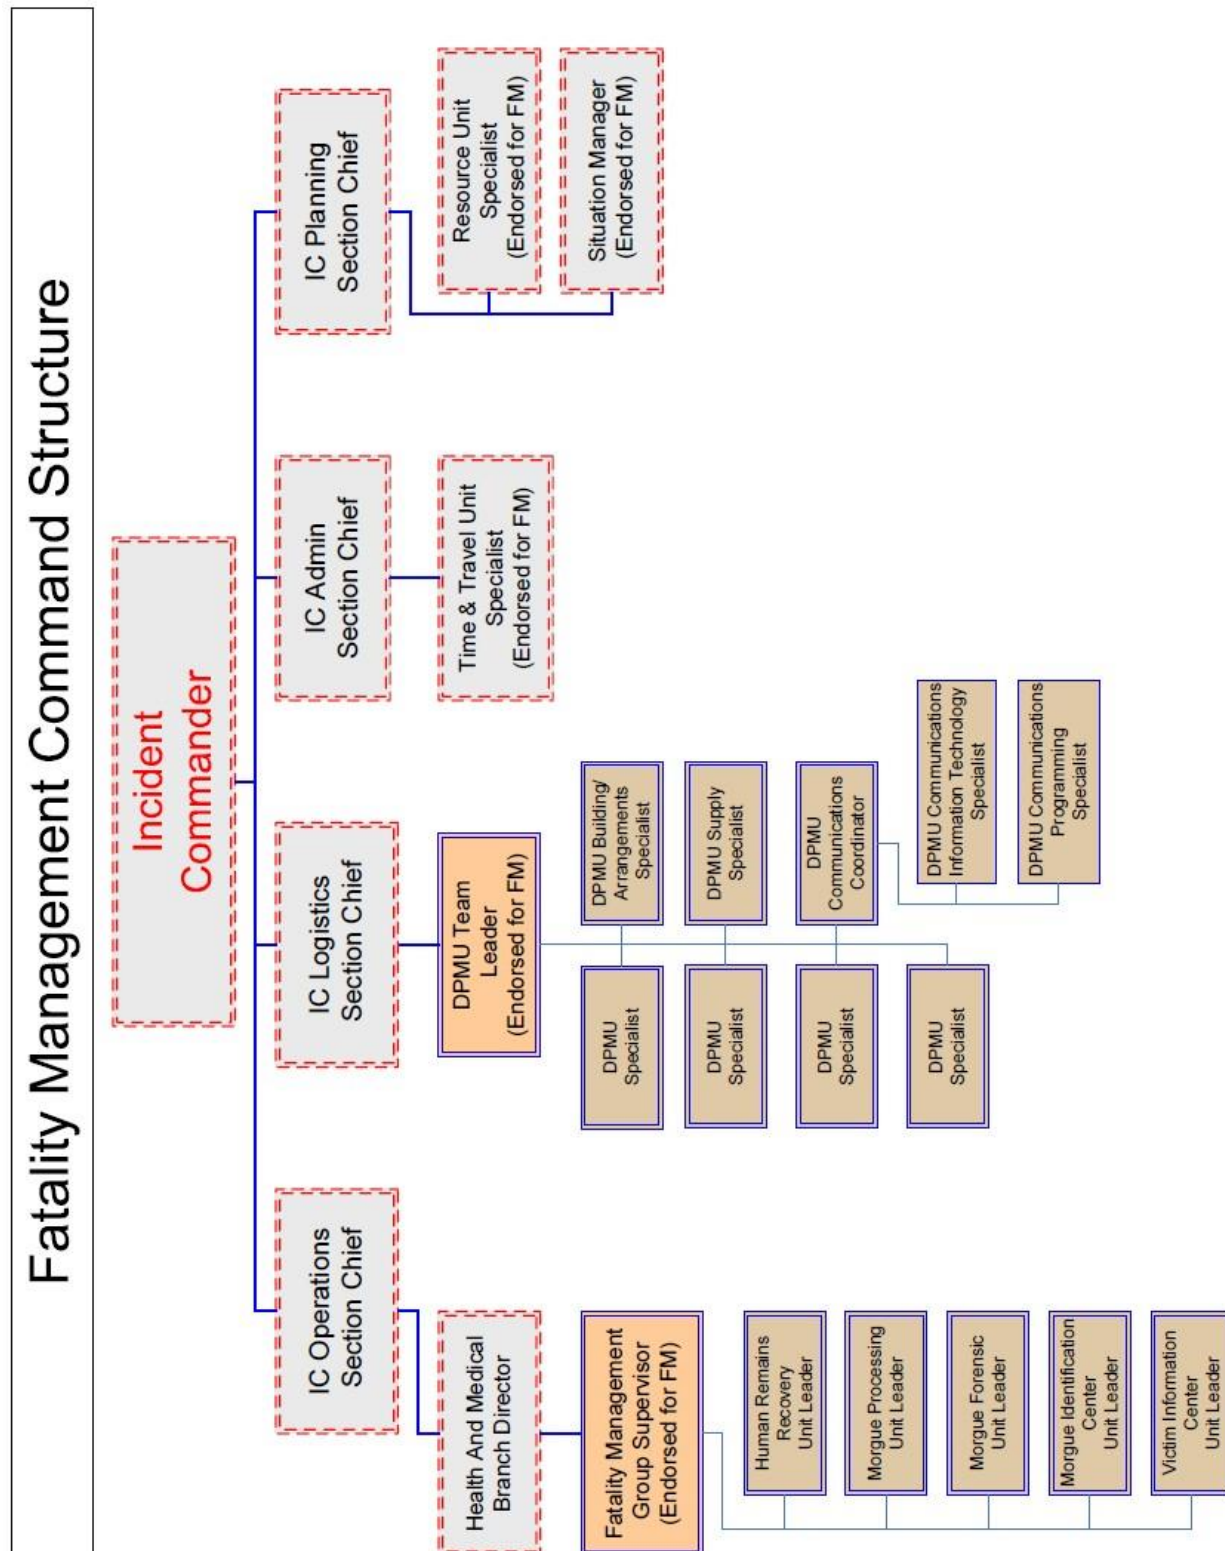 Fatality Management Command Structure
Incident
Commander
IC Operations
Section Chief
Health And Medical
Branch Director
Fatality Management
Group Supervisor
(Endorsed for FM)
Human Remains
Recovery
Unit Leader
Morgue Processing
Unit Leader
Morgue Forensic
Unit Leader
Morgue Identification
Center
Unit Leader
Victim Information
Center
Unit Leader
IC Logistics
Section Chief
DPMU Team
Leader
(Endorsed for FM)
DPMU
Specialist
DPMU Building/
Arrangements
Specialist
DPMU
Specialist
DPMU Supply
Specialist
DPMU
Specialist
DPMU
Communications
Coordinator
DPMU
Specialist
DPMU Communications
Information Technology
Specialist
DPMU Communications
Programming
Specialist
IC Admin
Section Chief
Time & Travel Unit
Specialist
(Endorsed for FM)
IC Planning
Section Chief
Resource Unit
Specialist
(Endorsed for FM)
Situation Manager
(Endorsed for FM)